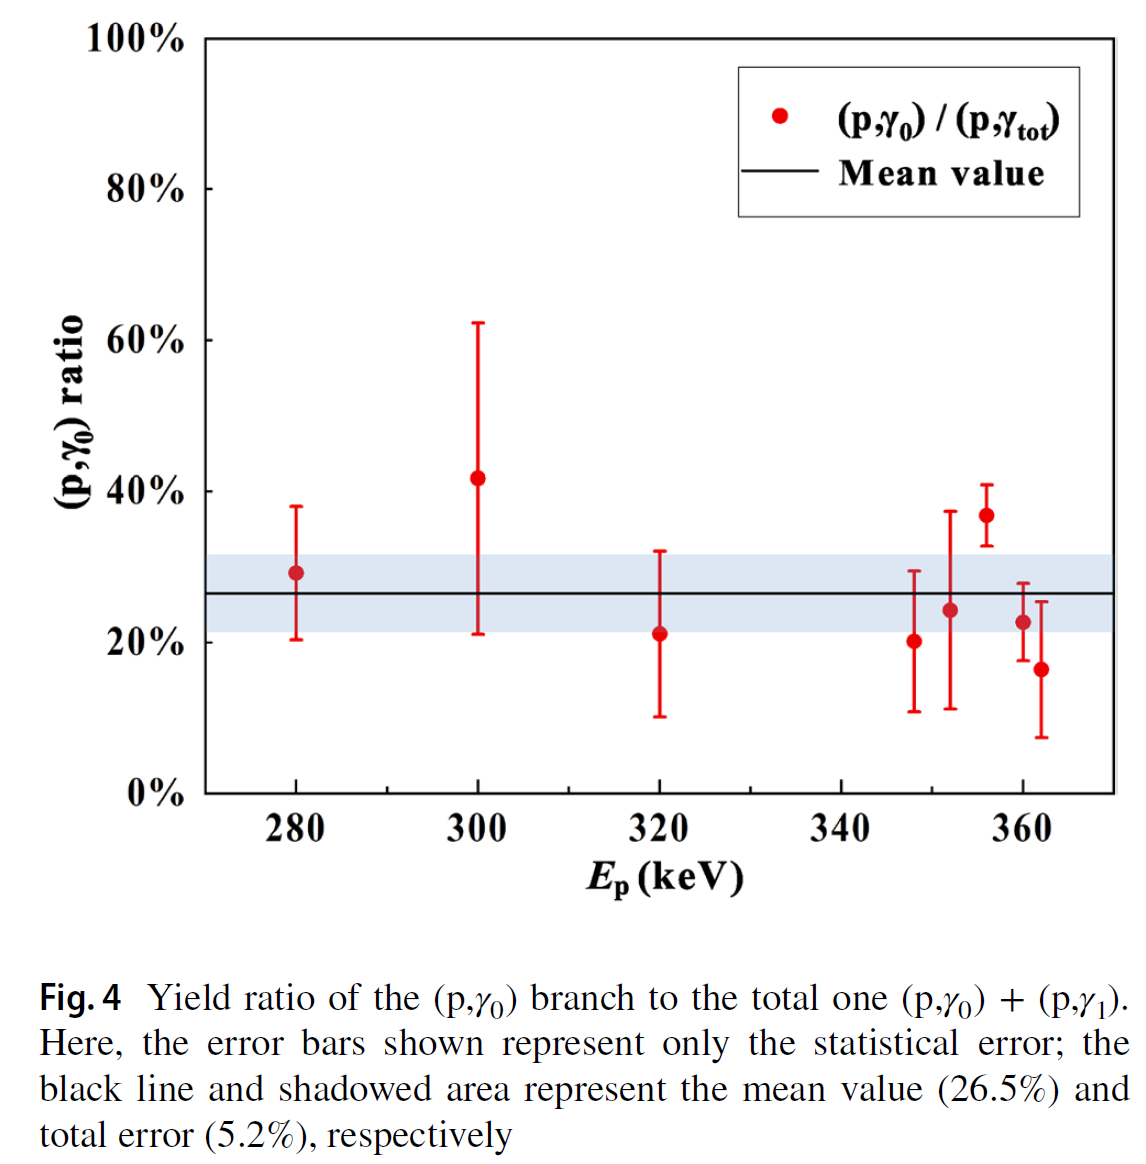 100%
80%
60%
40%
20%
0%
(p,γ₀) ratio
(p,γ₀) / (p,γₜₒₜ)
Mean value
280 300 320 340 360
Eₚ (keV)
Fig. 4 Yield ratio of the (p,γ₀) branch to the total one (p,γ₀) + (p,γ₁).
Here, the error bars shown represent only the statistical error; the
black line and shadowed area represent the mean value (26.5%) and
total error (5.2%), respectively